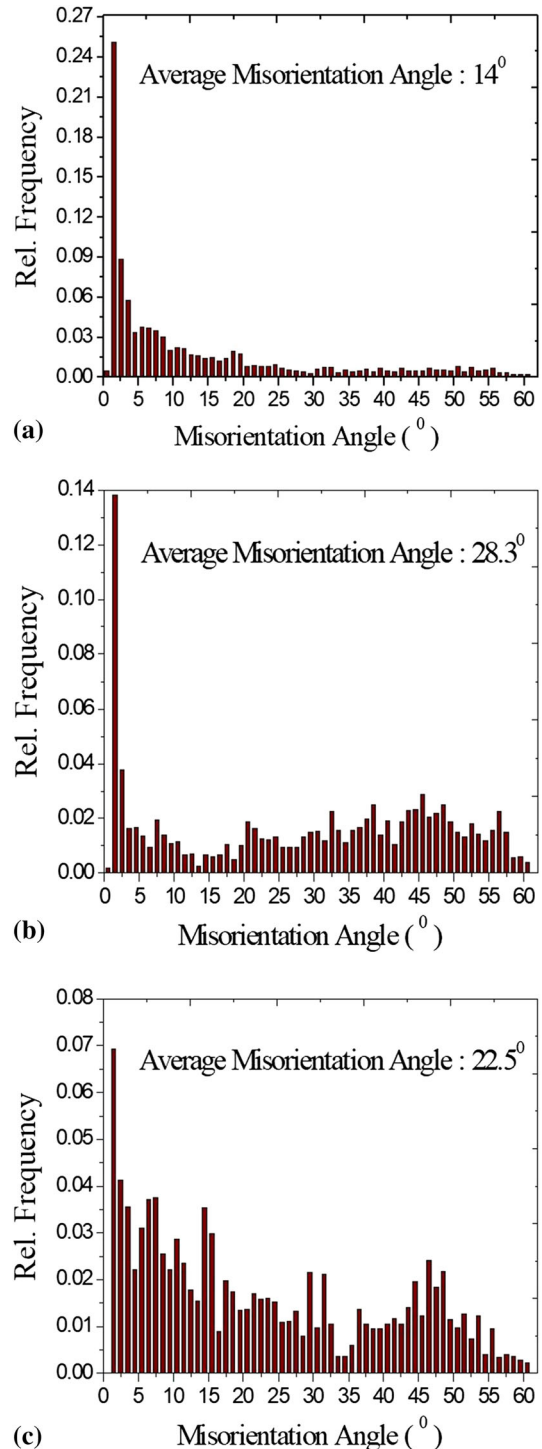 0.27
0.24
0.21
0.18
0.15
0.12
0.09
0.06
0.03
0.00
Rel. Frequency
Average Misorientation Angle : 14⁰
0 5 10 15 20 25 30 35 40 45 50 55 60
(a)
Misorientation Angle ( ⁰ )
0.14
0.12
0.10
0.08
0.06
0.04
0.02
0.00
Rel. Frequency
Average Misorientation Angle : 28.3⁰
0 5 10 15 20 25 30 35 40 45 50 55 60
(b)
Misorientation Angle ( ⁰ )
0.08
0.07
0.06
0.05
0.04
0.03
0.02
0.01
0.00
Rel. Frequency
Average Misorientation Angle : 22.5⁰
0 5 10 15 20 25 30 35 40 45 50 55 60
(c)
Misorientation Angle ( ⁰ )